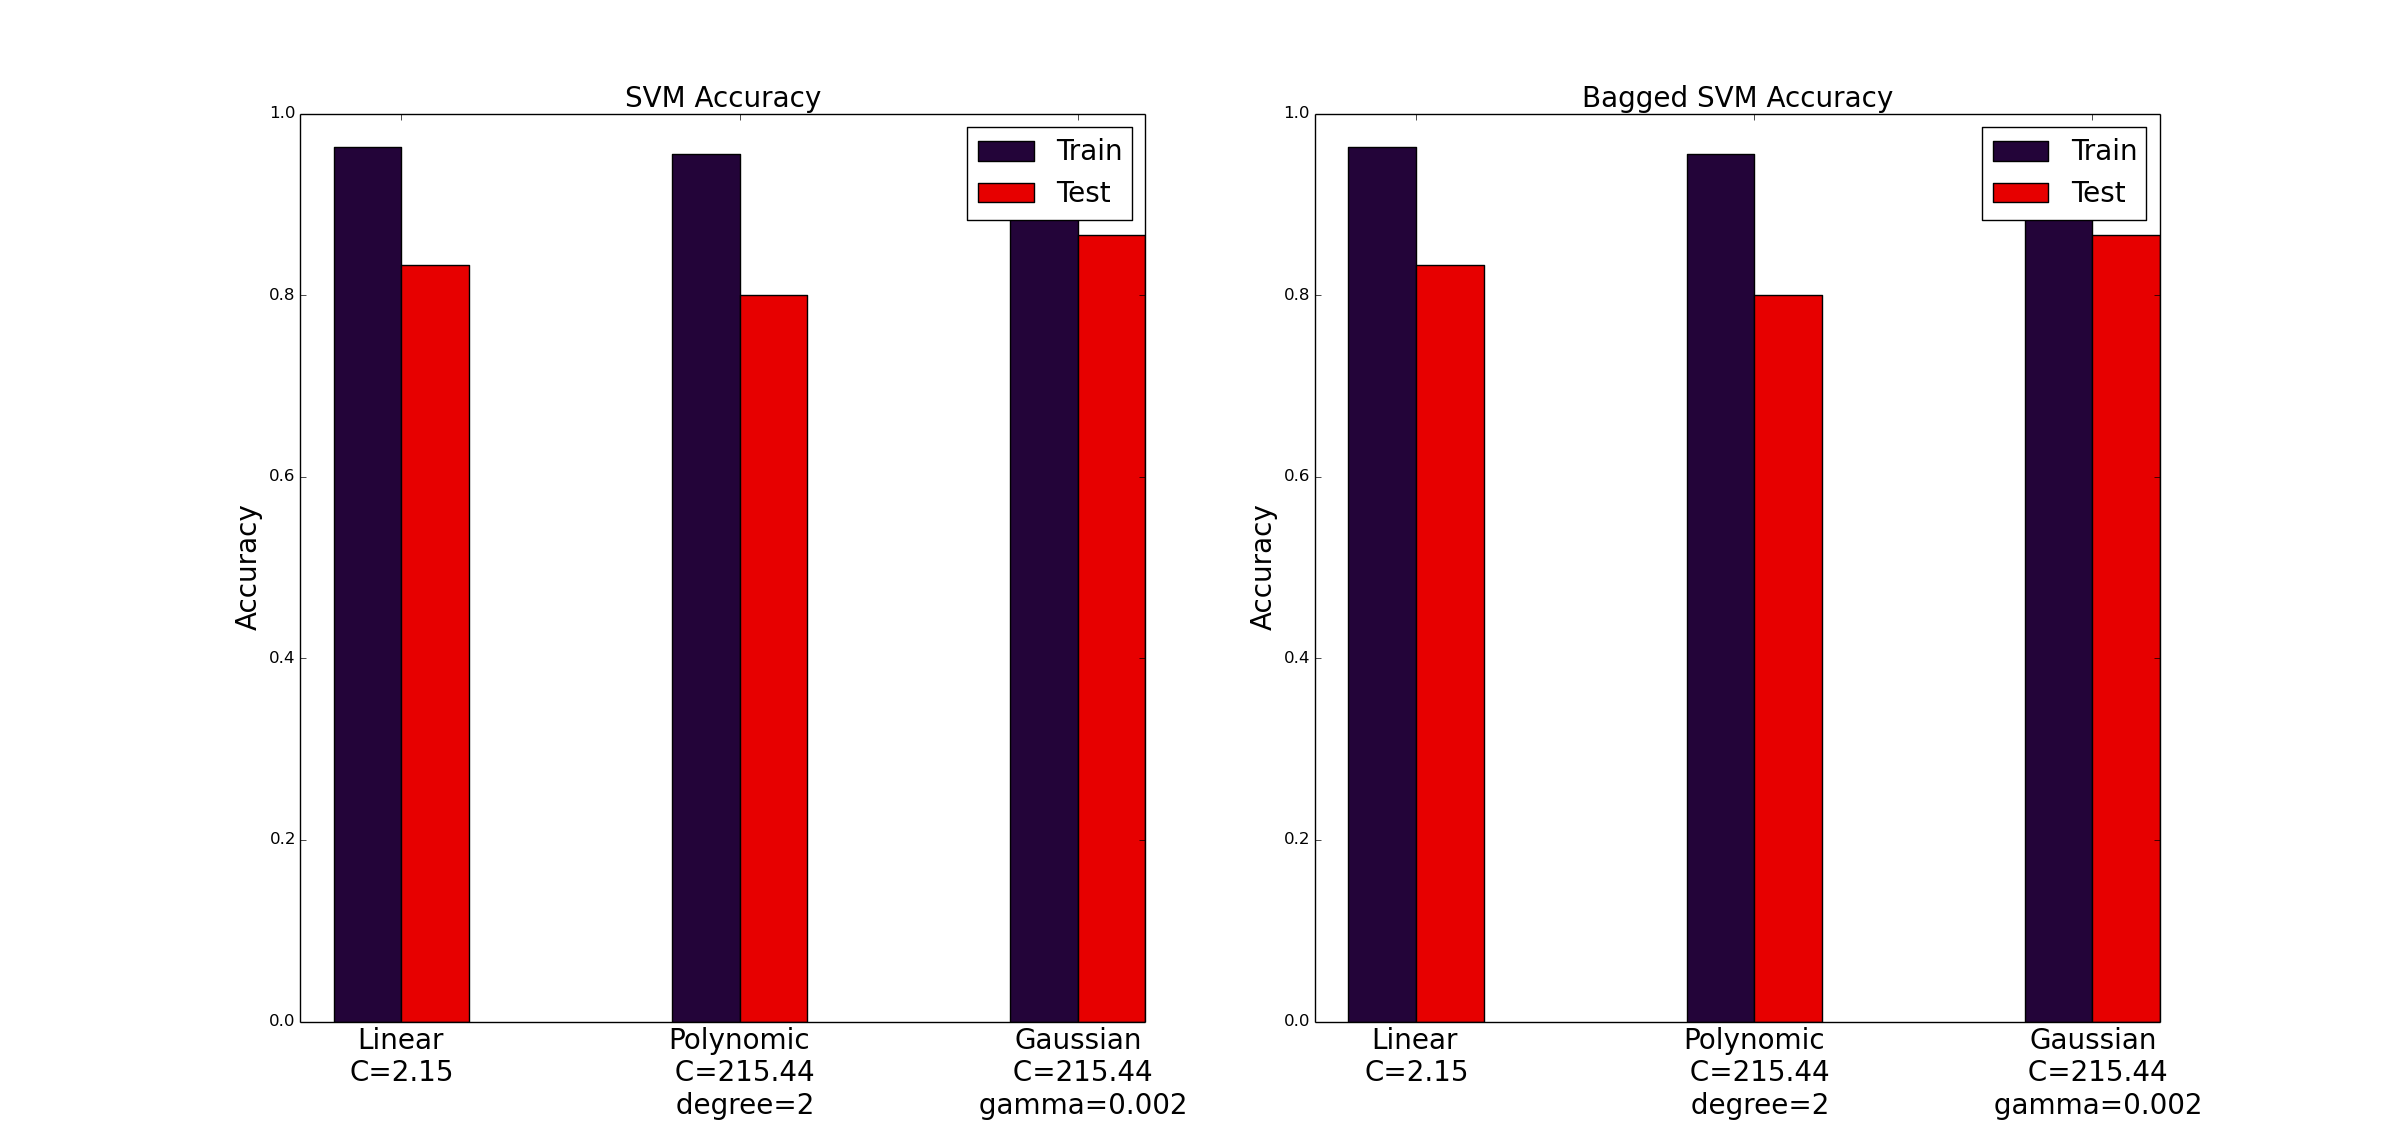 SVM Accuracy
1.0
0.8
0.6
0.4
0.2
0.0
Accuracy
Train
Test
Linear
C=2.15
Polynomic
C=215.44
degree=2
Gaussian
C=215.44
gamma=0.002
Bagged SVM Accuracy
1.0
0.8
0.6
0.4
0.2
0.0
Accuracy
Train
Test
Linear
C=2.15
Polynomic
C=215.44
degree=2
Gaussian
C=215.44
gamma=0.002